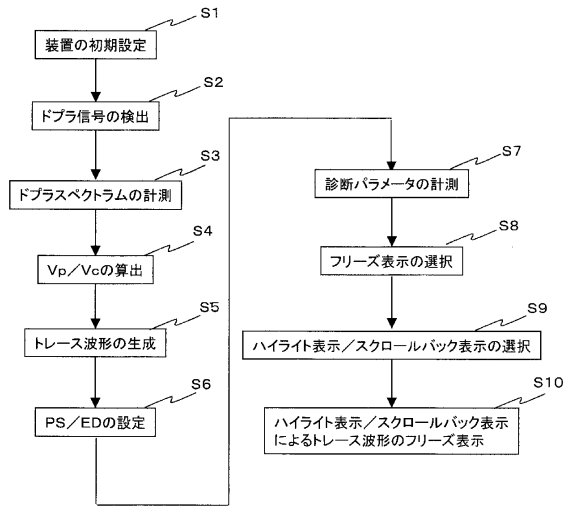 S1
装置の初期設定
S2
ドプラ信号の検出
S3
ドプラスペクトラムの計測
S4
Vp／Vcの算出
S5
トレース波形の生成
S6
PS／EDの設定
S7
診断パラメータの計測
S8
フリーズ表示の選択
S9
ハイライト表示／スクロールバック表示の選択
S10
ハイライト表示／スクロールバック表示
によるトレース波形のフリーズ表示